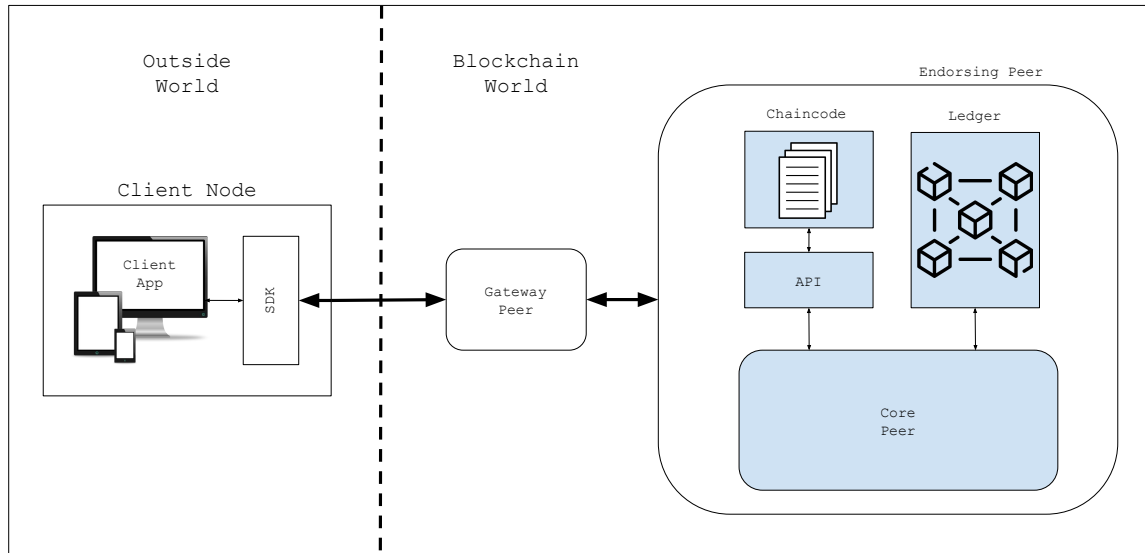 Outside
World
Blockchain
World
Endorsing Peer
Chaincode
Ledger
Client Node
Client
App
SDK
Gateway
Peer
API
Core
Peer